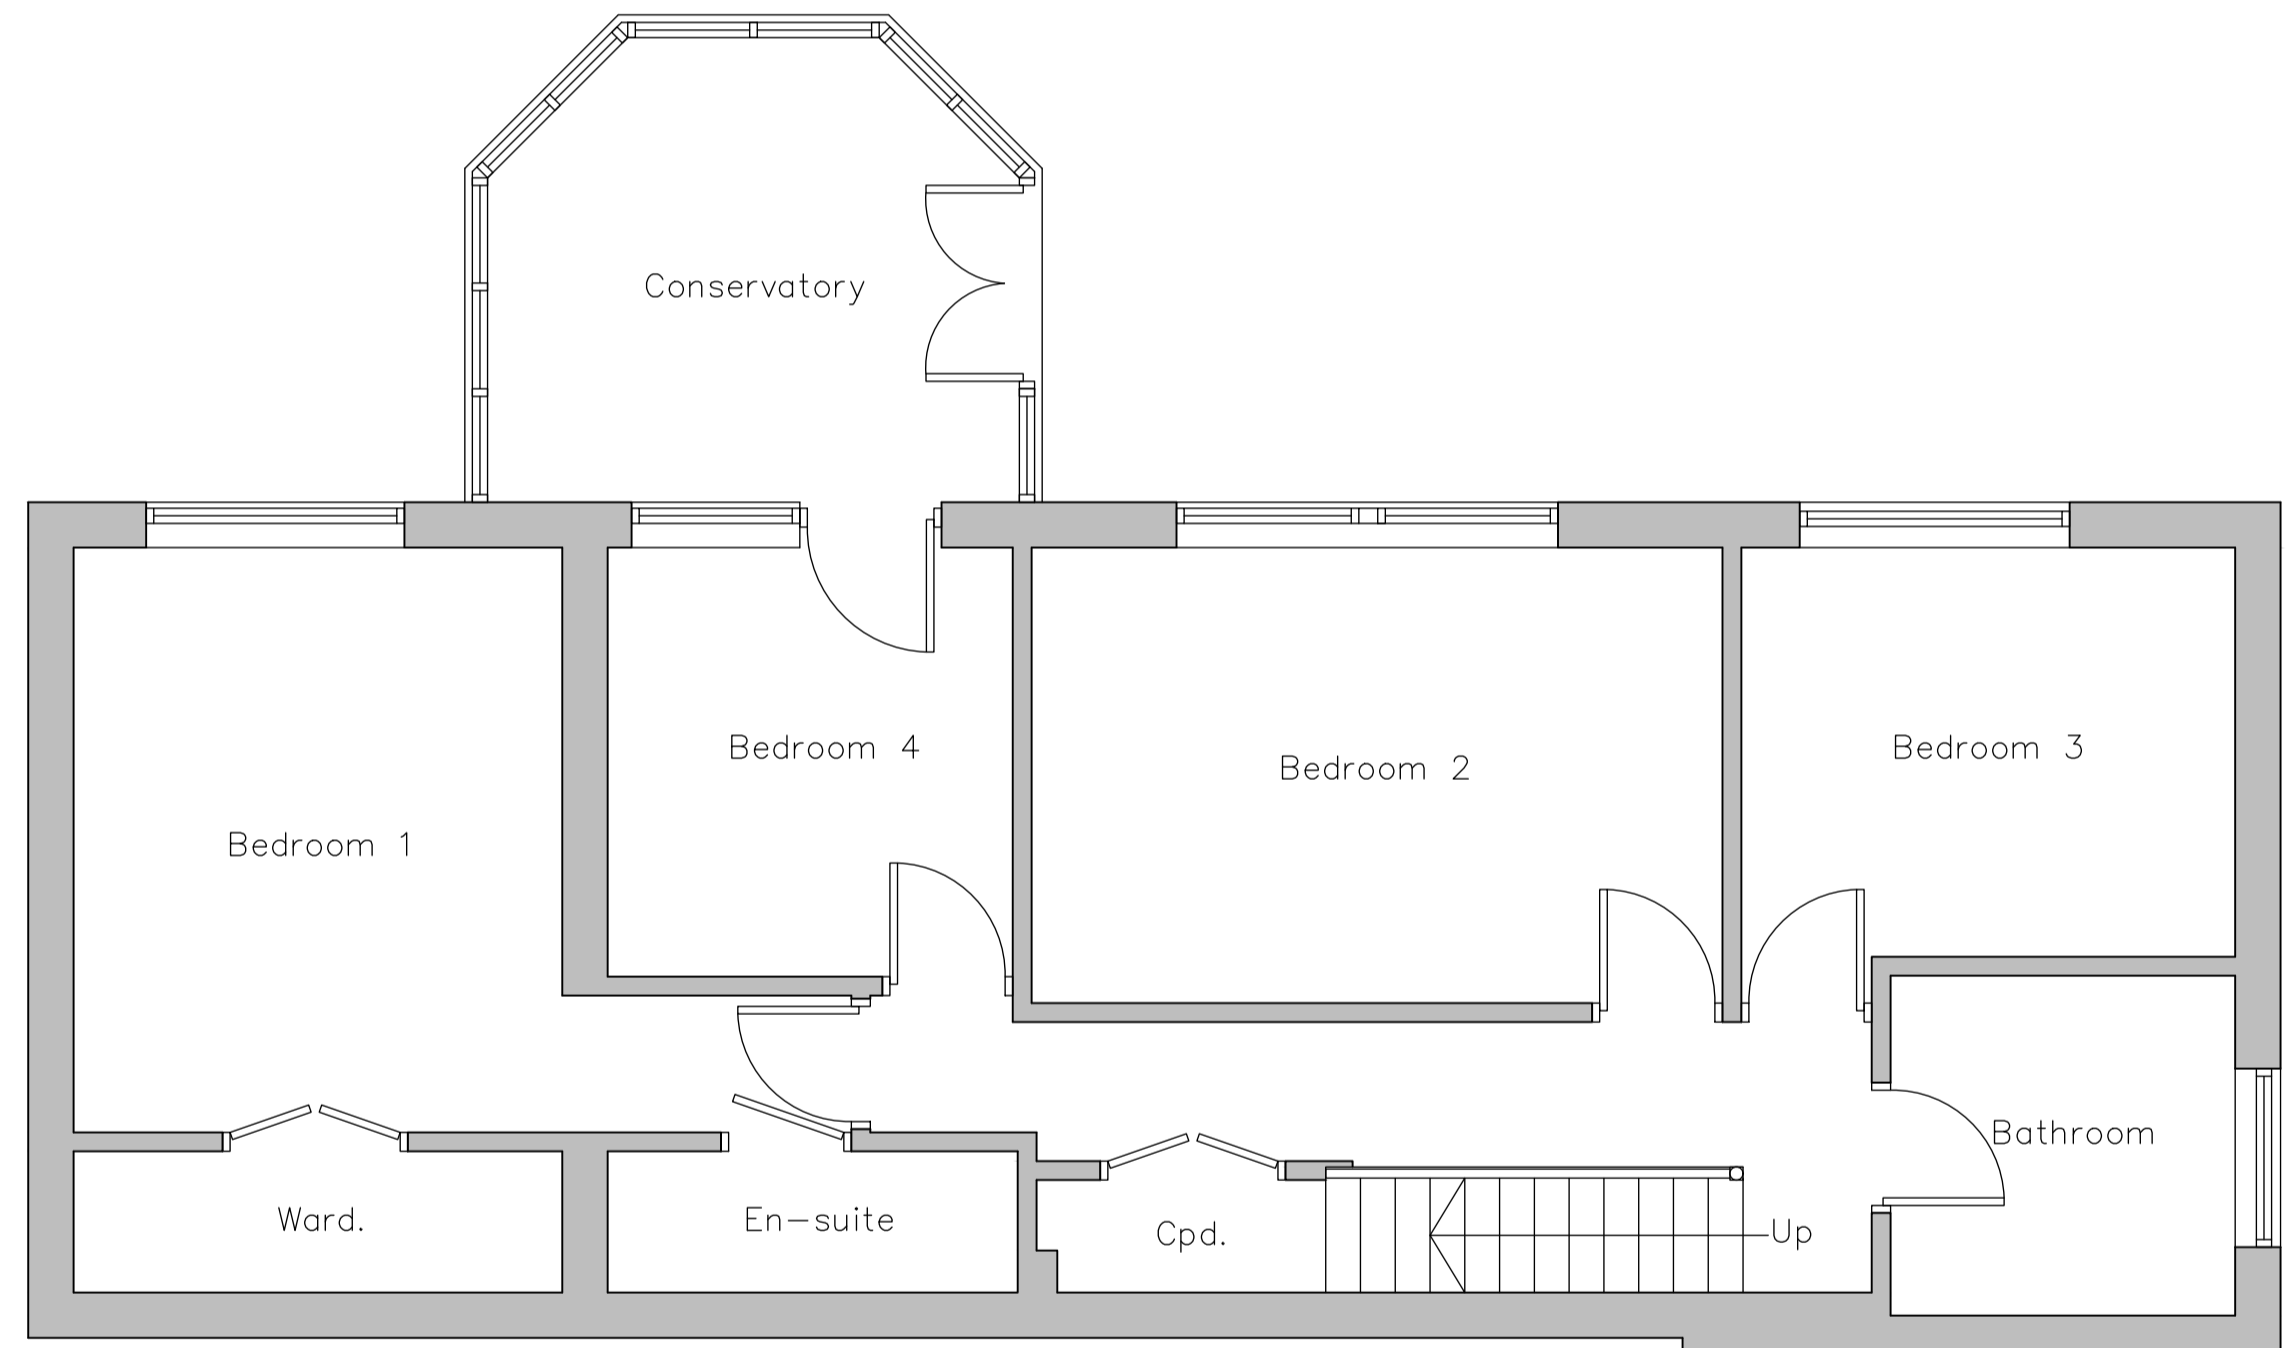 Conservatory
Bedroom 4
Bedroom 3
Bedroom 2
Bedroom 1
Bathroom
Ward.
En-suite
Cpd.
Up